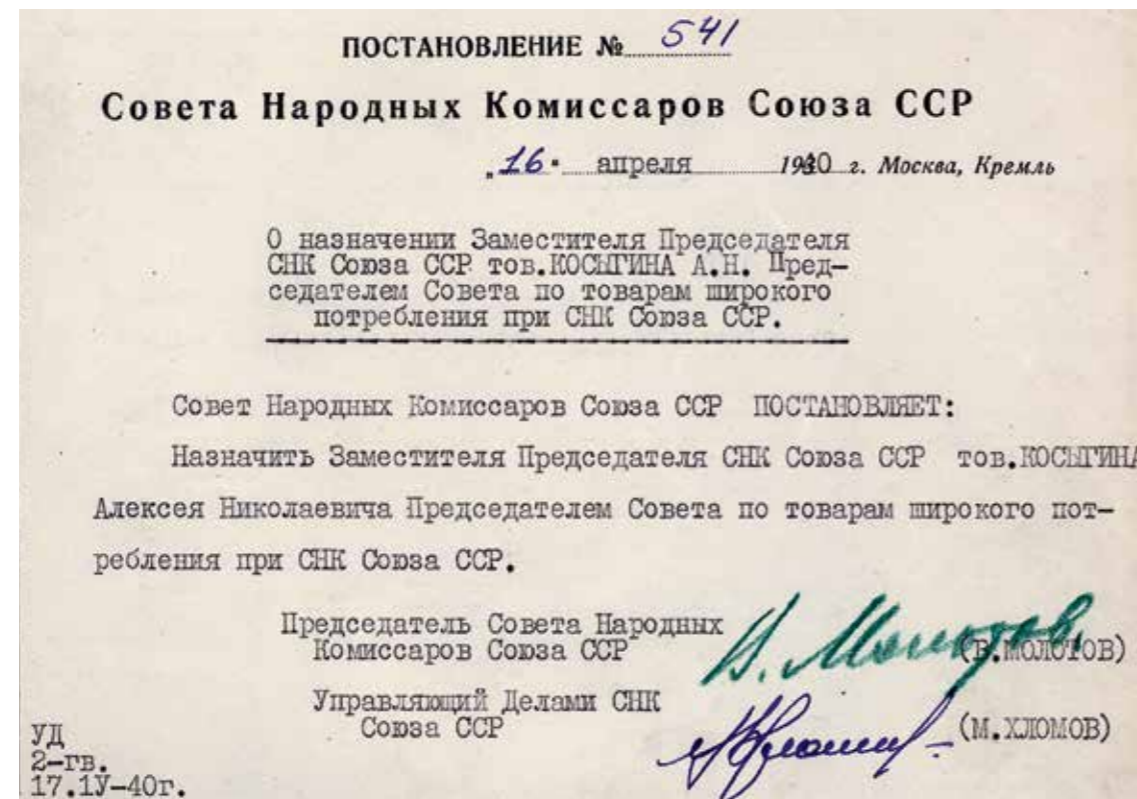 ПОСТАНОВЛЕНИЕ № 541
Совета Народных Комиссаров Союза ССР
„16" апреля 1940 г. Москва, Кремль
О назначении Заместителя Председателя
СНК Союза ССР тов.КОСЫГИНА А.Н. Пред-
седателем Совета по товарам широкого
потребления при СНК Союза ССР.
Совет Народных Комиссаров Союза ССР ПОСТАНОВЛЯЕТ:
Назначить Заместителя Председателя СНК Союза ССР тов.КОСЫГИНА
Алексея Николаевича Председателем Совета по товарам широкого пот-
ребления при СНК Союза ССР.
Председатель Совета Народных
Комиссаров Союза ССР В. Молотов (В.МОЛОТОВ)
Управляющий Делами СНК
Союза ССР (М.ХЛОМОВ)
УД
2-гв.
17.1У-40г.